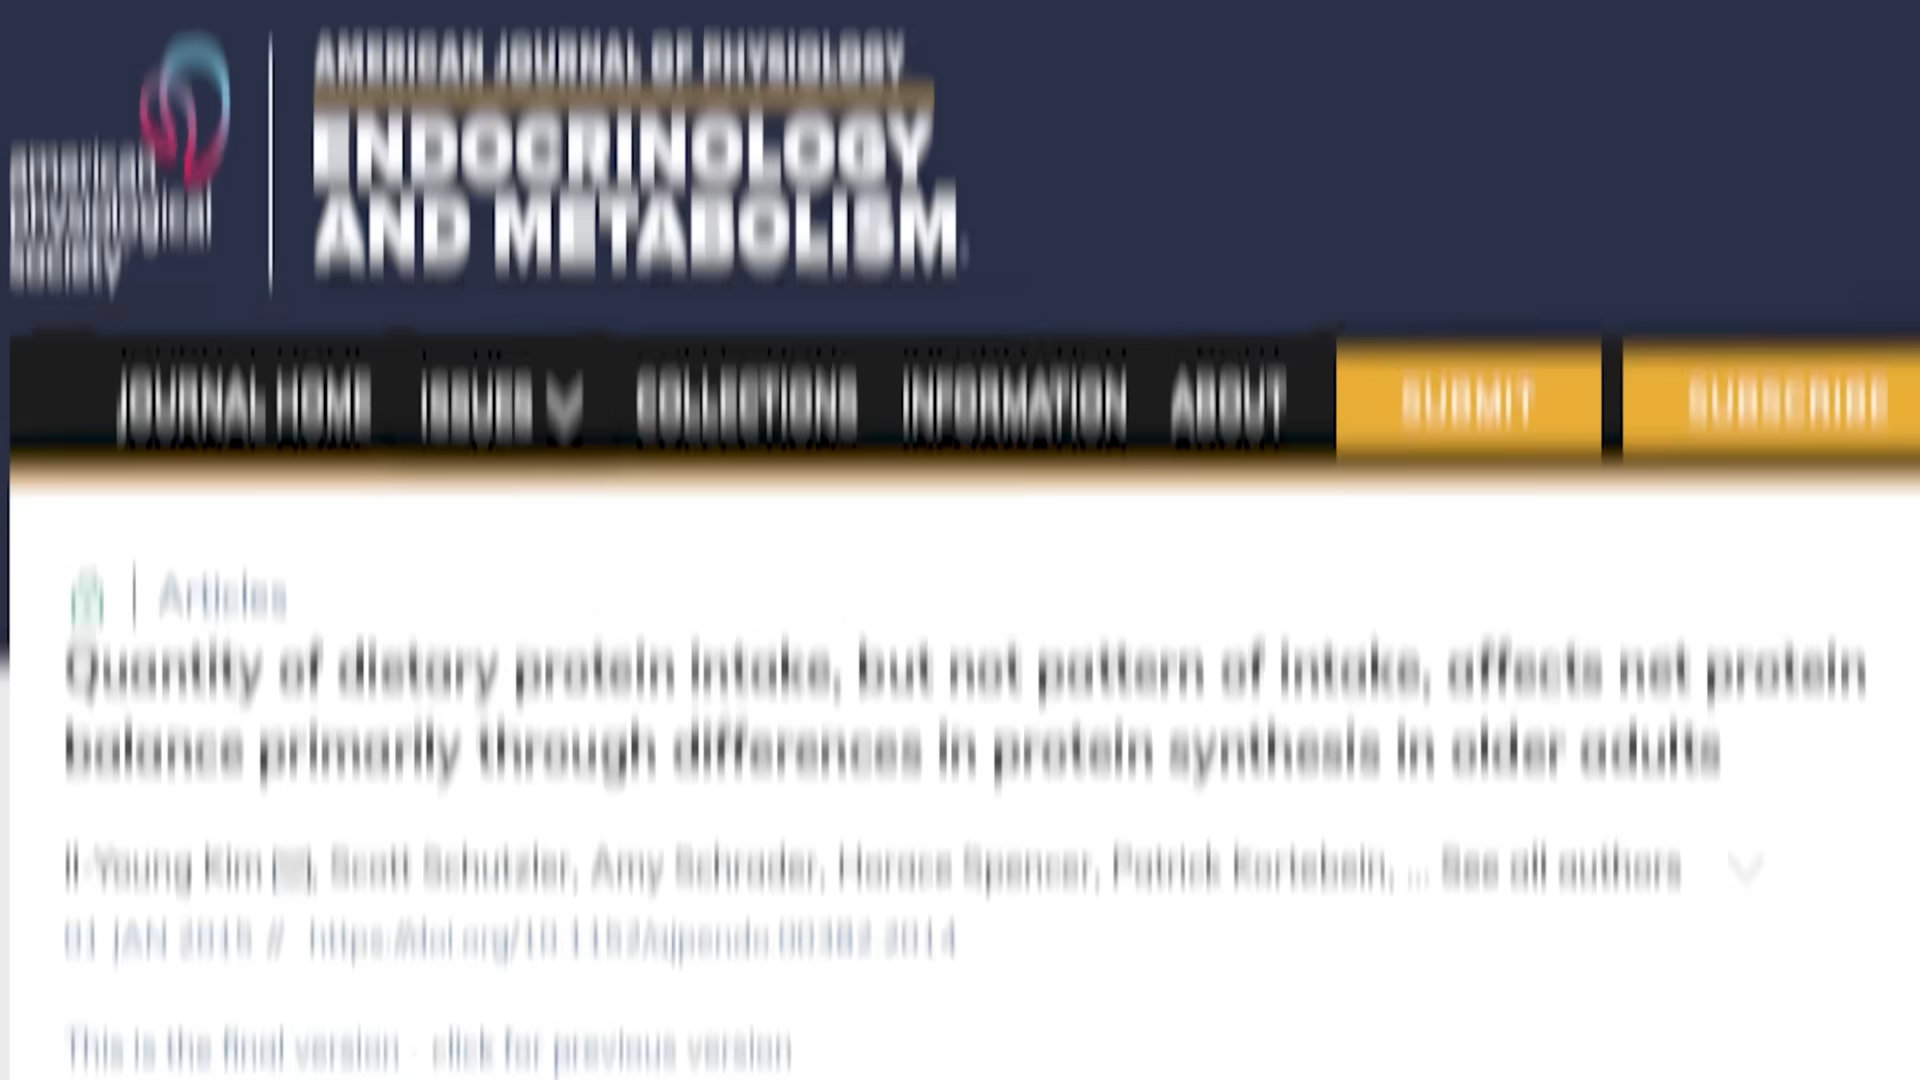 AMERICAN JOURNAL OF PHYSIOLOGY
ENDOCRINOLOGY
AND METABOLISM.
american
physiological
society
JOURNAL HOME ISSUES COLLECTIONS INFORMATION ABOUT SUBMIT SUBSCRIBE
Articles
Quantity of dietary protein intake, but not pattern of intake, affects net protein
balance primarily through differences in protein synthesis in older adults
Il-Young Kim, Scott Schutzler, Amy Schrader, Horace Spencer, Patrick Kortebein, ... See all authors
01 JAN 2015 // https://doi.org/10.1152/ajpendo.00382.2014
This is the final version - click for previous version